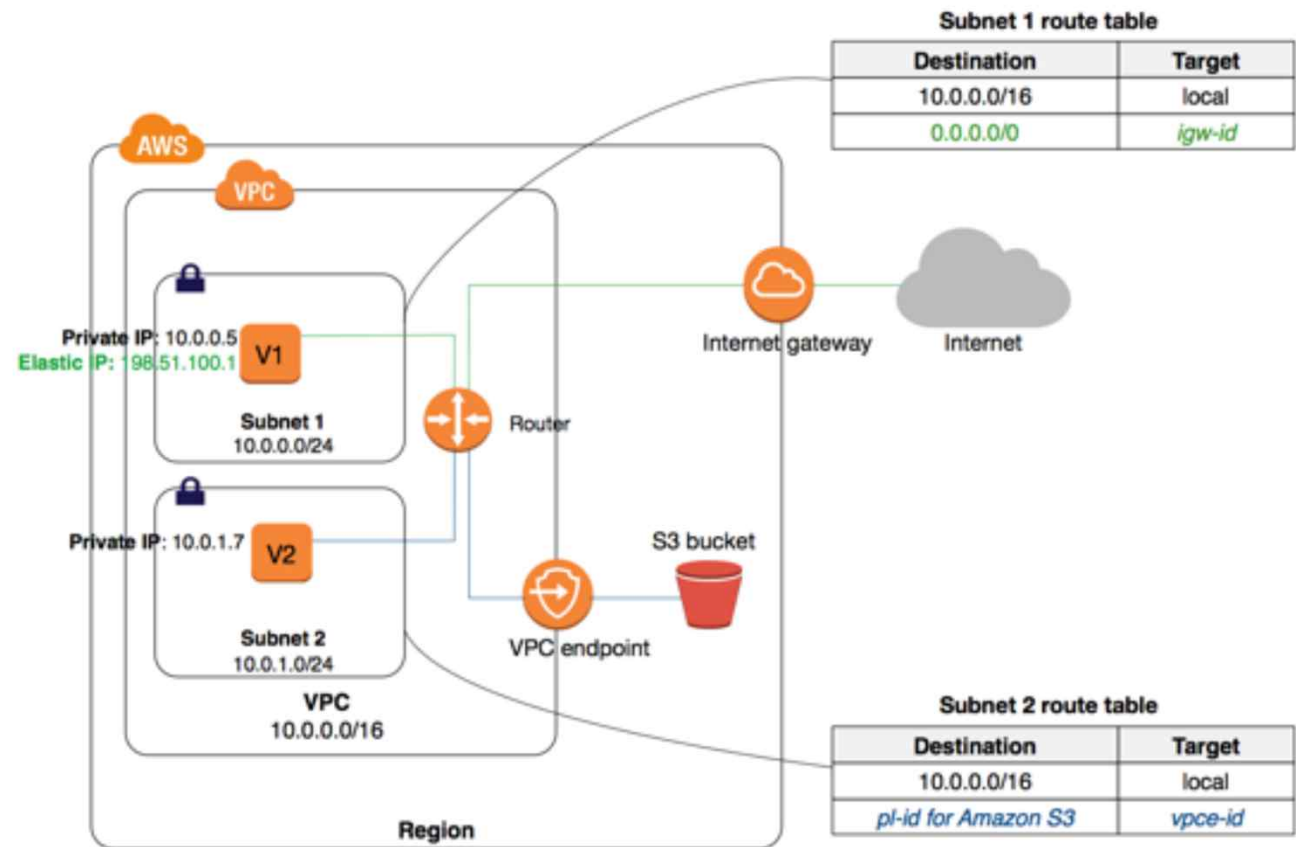 Subnet 1 route table
Destination Target
10.0.0.0/16 local
0.0.0.0/0 igw-id
AWS
VPC
Private IP: 10.0.0.5
Elastic IP: 198.51.100.1
V1
Subnet 1
10.0.0.0/24
Router
Internet gateway
Internet
Private IP: 10.0.1.7
V2
Subnet 2
10.0.1.0/24
VPC
10.0.0.0/16
S3 bucket
VPC endpoint
Region
Subnet 2 route table
Destination Target
10.0.0.0/16 local
pl-id for Amazon S3 vpce-id